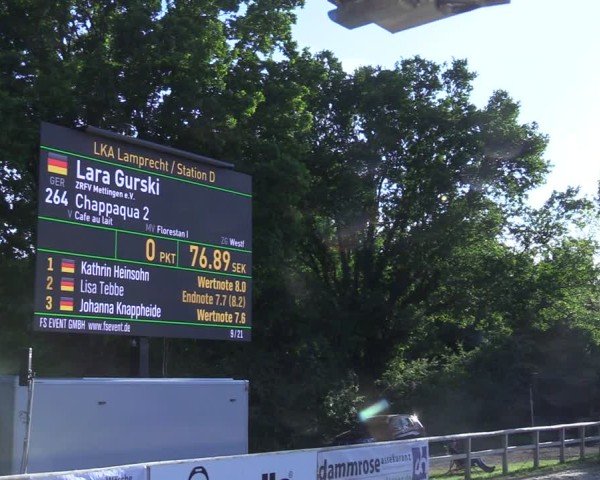 LKA Lamprecht / Station D
GER
Lara Gurski
ZRFV Mettingen e.V.
264 Chappaqua 2
V Cafe au lait MV Florestan I ZG Westf
0 PKT 76.89 SEK
1 Kathrin Heinsohn Wertnote 8.0
2 Lisa Tebbe Endnote 7.7 (8.2)
3 Johanna Knappheide Wertnote 7.6
FS EVENT GMBH www.fsevent.de 9/21
dammrose assekuranz